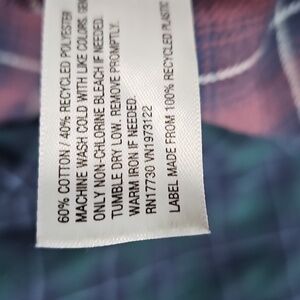 60% COTTON / 40% RECYCLED POLYESTER
MACHINE WASH COLD WITH LIKE COLORS.
ONLY NON-CHLORINE BLEACH IF NEEDED.
TUMBLE DRY LOW. REMOVE PROMPTLY.
WARM IRON IF NEEDED.
RN17730 VN1973122
LABEL MADE FROM 100% RECYCLED PLASTIC